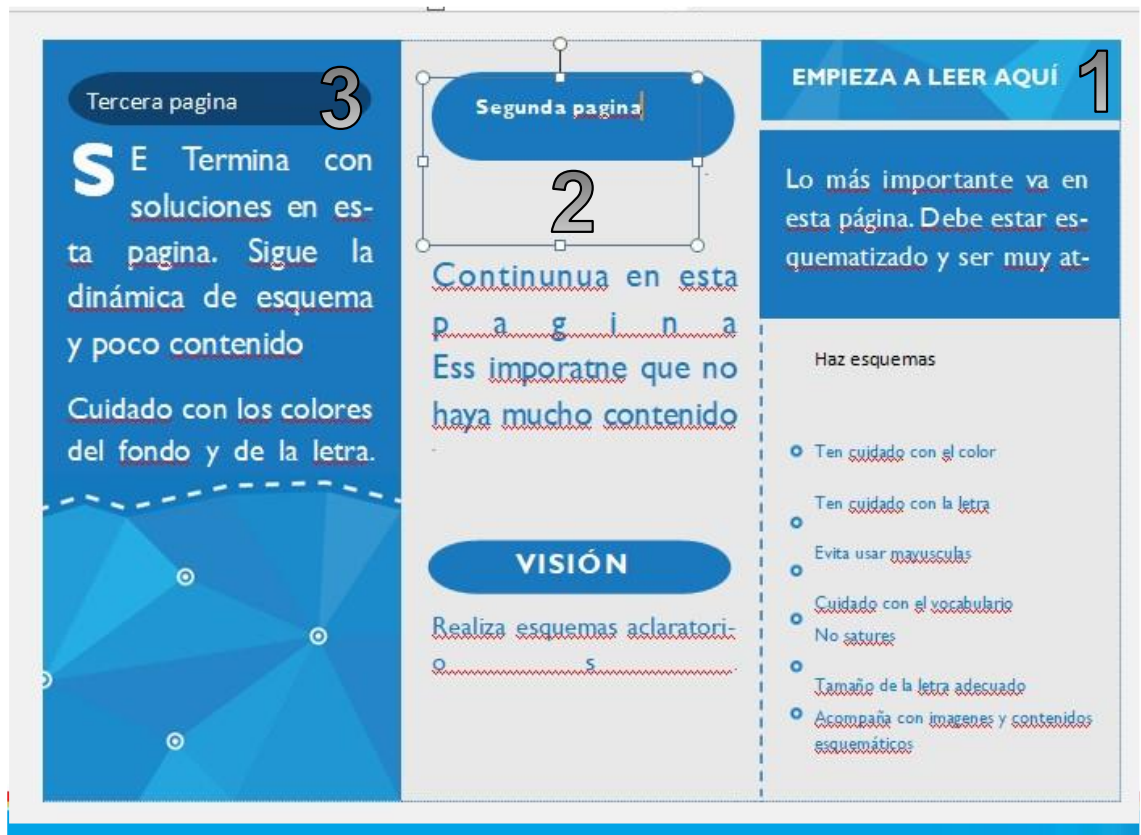 EMPIEZA A LEER AQUÍ
1
Lo más importante va en
esta página. Debe estar es-
quematizado y ser muy at-
Haz esquemas
Ten cuidado con el color
Ten cuidado con la letra
Evita usar mayusculas
Cuidado con el vocabulario
No satures
Tamaño de la letra adecuado
Acompaña con imagenes y contenidos
esquemáticos
Segunda pagina
2
Continunua en esta
p a g i n a
Ess imporatne que no
haya mucho contenido
.
VISIÓN
Realiza esquemas aclaratori-
o s .
Tercera pagina
3
SE Termina con
soluciones en es-
ta pagina. Sigue la
dinámica de esquema
y poco contenido
Cuidado con los colores
del fondo y de la letra.